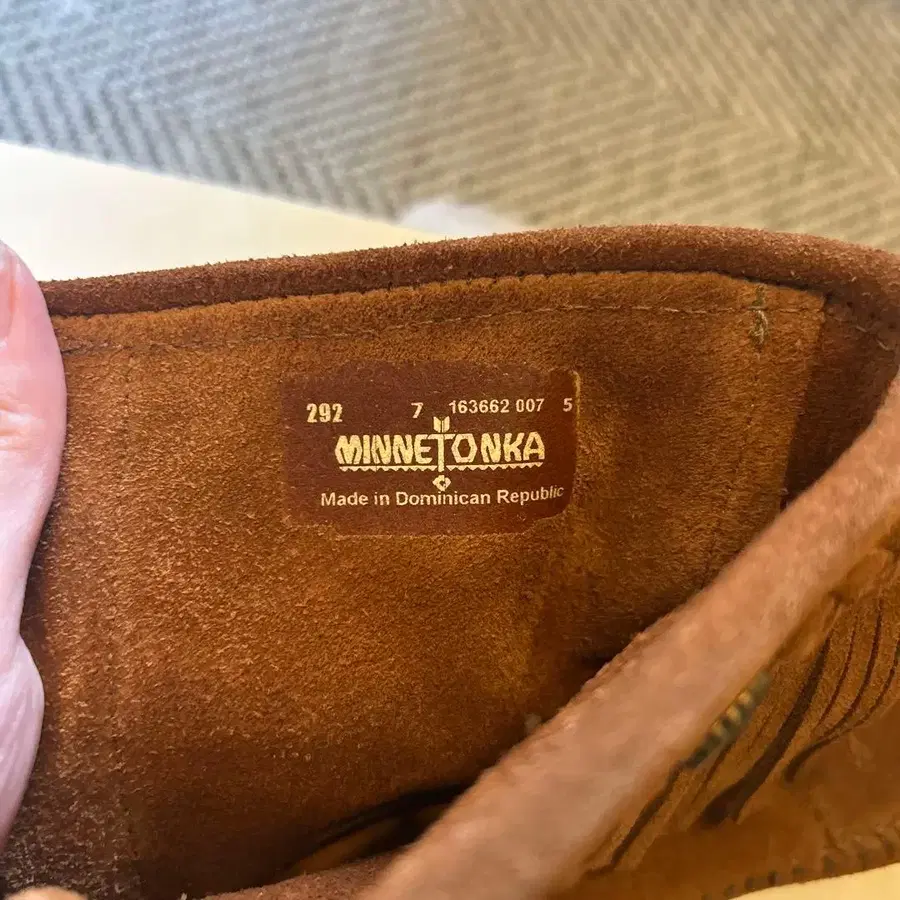 292 7 163662 007 5
MINNETONKA
Made in Dominican Republic